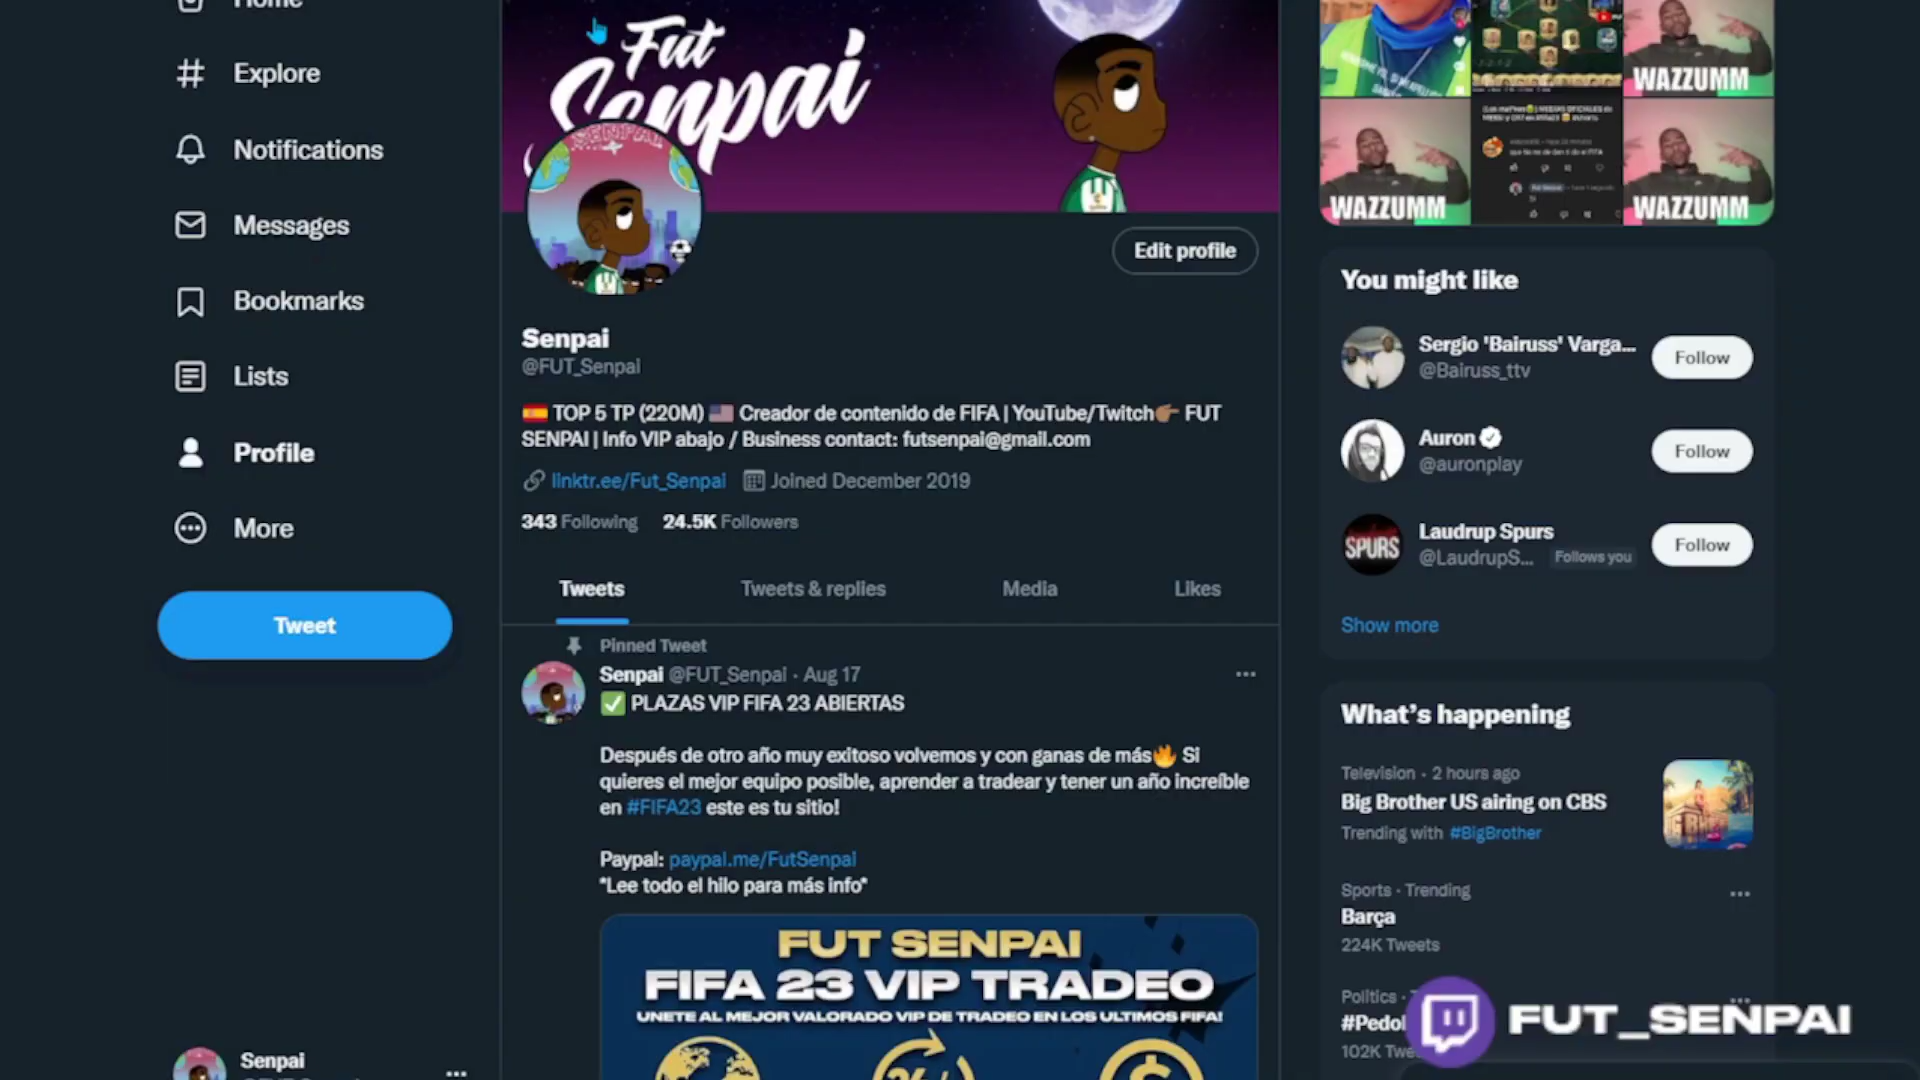 Home
Explore
Notifications
Messages
Bookmarks
Lists
Profile
More
Tweet
Senpai
Fut
Senpai
SENPAI
Edit profile
Senpai
@FUT_Senpai
TOP 5 TP (220M) Creador de contenido de FIFA | YouTube/Twitch FUT
SENPAI | Info VIP abajo / Business contact: futsenpai@gmail.com
linktr.ee/Fut_Senpai Joined December 2019
343 Following 24.5K Followers
Tweets Tweets & replies Media Likes
Pinned Tweet
Senpai @FUT_Senpai · Aug 17
PLAZAS VIP FIFA 23 ABIERTAS
Después de otro año muy exitoso volvemos y con ganas de más Si
quieres el mejor equipo posible, aprender a tradear y tener un año increíble
en #FIFA23 este es tu sitio!
Paypal: paypal.me/FutSenpai
*Lee todo el hilo para más info*
FUT SENPAI
FIFA 23 VIP TRADEO
UNETE AL MEJOR VALORADO VIP DE TRADEO EN LOS ULTIMOS FIFA!
WAZZUMM
WAZZUMM
WAZZUMM
You might like
Sergio 'Bairuss' Varga...
@Bairuss_ttv
Follow
Auron
@auronplay
Follow
SPURS
Laudrup Spurs
@LaudrupS... Follows you
Follow
Show more
What's happening
Television · 2 hours ago
Big Brother US airing on CBS
Trending with #BigBrother
Sports · Trending
Barça
224K Tweets
Politics ·
#Pedo
102K Twe
FUT_SENPAI